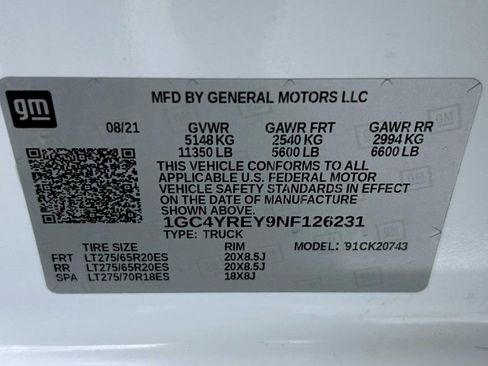 gm
MFD BY GENERAL MOTORS LLC
08/21 GVWR GAWR FRT GAWR RR
5148 KG 2540 KG 2994 KG
11350 LB 5600 LB 6600 LB
THIS VEHICLE CONFORMS TO ALL
APPLICABLE U.S. FEDERAL MOTOR
VEHICLE SAFETY STANDARDS IN EFFECT
ON THE DATE OF MANUFACTURE
SHOWN ABOVE.
1GC4YREY9NF126231
TYPE: TRUCK MODEL: '91CK20743
TIRE SIZE RIM
FRT LT275/65R20ES 20X8.5J
RR LT275/65R20ES 20X8.5J
SPA LT275/70R18ES 18X8J